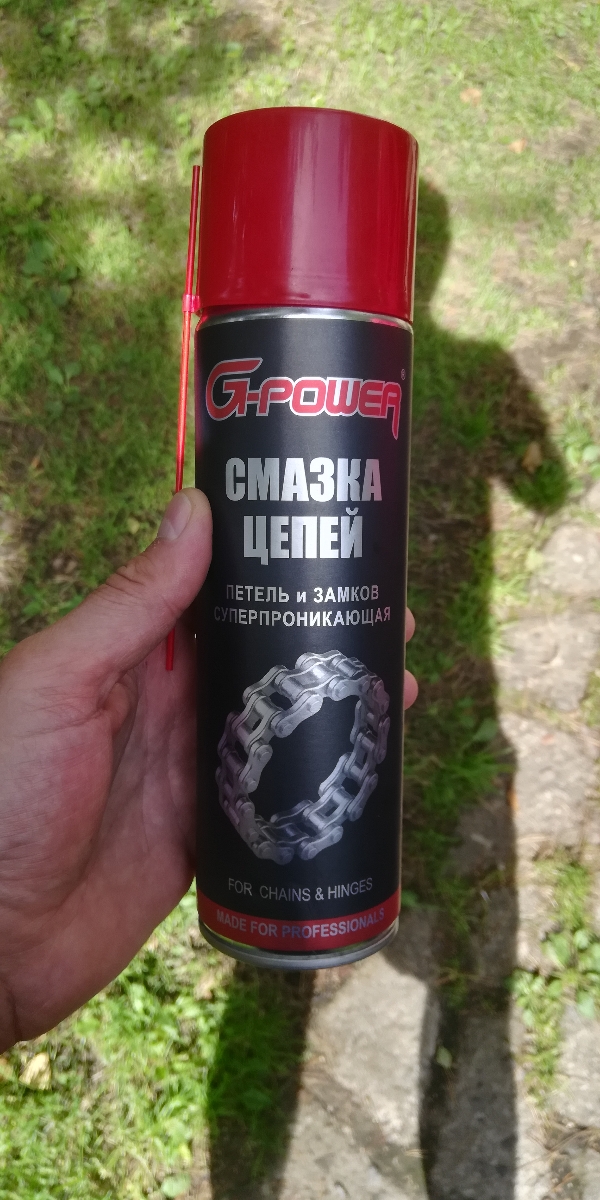 G-POWER®
СМАЗКА
ЦЕПЕЙ
ПЕТЕЛЬ и ЗАМКОВ
СУПЕРПРОНИКАЮЩАЯ
FOR CHAINS & HINGES
MADE FOR PROFESSIONALS